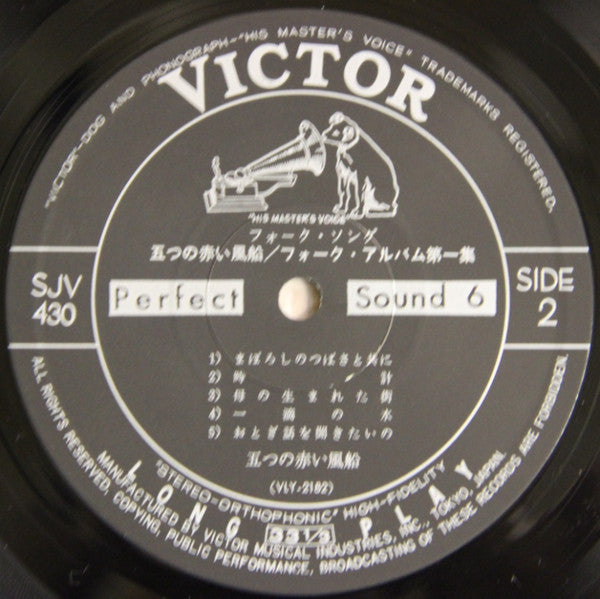 "VICTOR–DOG AND PHONOGRAPH–"HIS MASTER'S VOICE" TRADEMARKS REGISTERED.
VICTOR
"HIS MASTER'S VOICE"
フォーク・ソング
五つの赤い風船/フォーク・アルバム第一集
SJV 430
Perfect Sound 6
SIDE 2
1) まぼろしのつばさと共に
2) 時計
3) 母の生まれた街
4) 一滴の水
5) おとぎ話を聞きたいの
五つの赤い風船
(VLY-2182)
"STEREO-ORTHOPHONIC" HIGH-FIDELITY
LONG 33 1/3 PLAY
MANUFACTURED BY VICTOR MUSICAL INDUSTRIES, INC., TOKYO, JAPAN.
ALL RIGHTS RESERVED, COPYING, PUBLIC PERFORMANCE, BROADCASTING OF THESE RECORDS ARE FORBIDDEN.